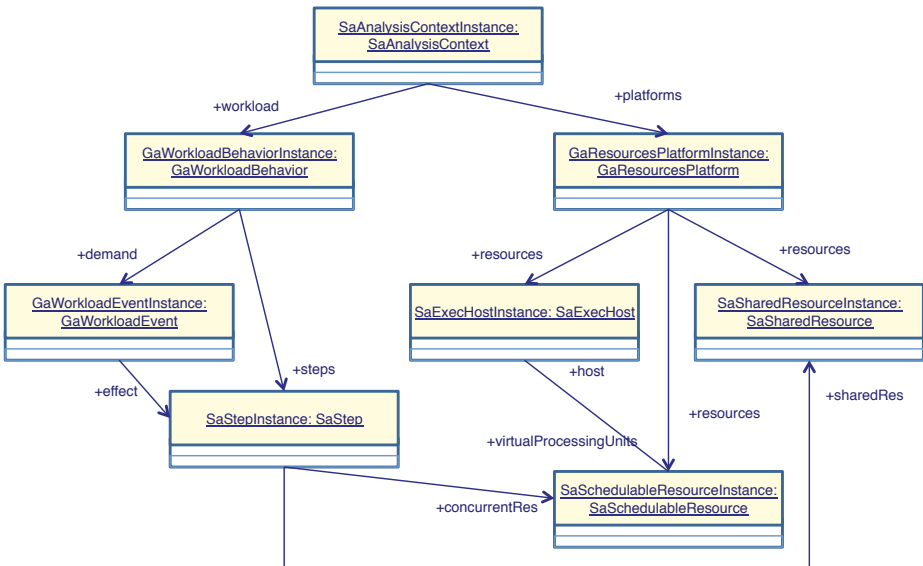 SaAnalysisContextInstance:
SaAnalysisContext
+workload
+platforms
GaWorkloadBehaviorInstance:
GaWorkloadBehavior
GaResourcesPlatformInstance:
GaResourcesPlatform
+demand
+resources
+resources
GaWorkloadEventInstance:
GaWorkloadEvent
SaExecHostInstance: SaExecHost
SaSharedResourceInstance:
SaSharedResource
+effect
+steps
+host
+sharedRes
SaStepInstance: SaStep
+resources
+virtualProcessingUnits
SaSchedulableResourceInstance:
SaSchedulableResource
+concurrentRes